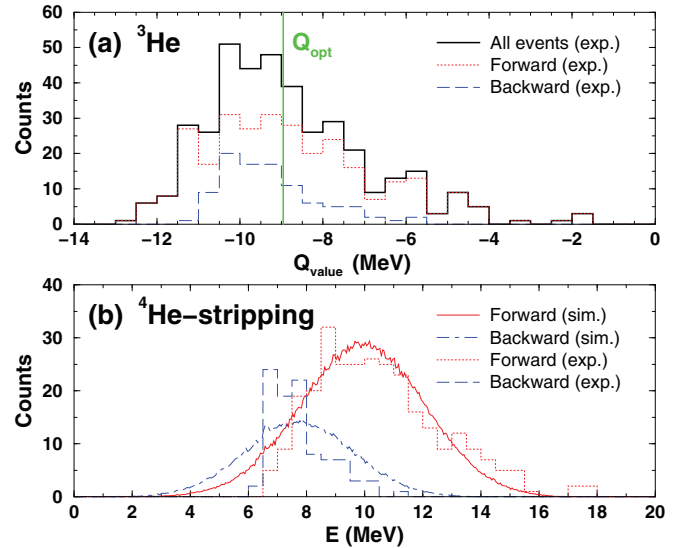 (a) ³He
Q_opt
All events (exp.)
Forward (exp.)
Backward (exp.)
Counts
60
50
40
30
20
10
0
−14 −12 −10 −8 −6 −4 −2 0
Q_value (MeV)
(b) ⁴He−stripping
Forward (sim.)
Backward (sim.)
Forward (exp.)
Backward (exp.)
Counts
40
30
20
10
0
0 2 4 6 8 10 12 14 16 18 20
E (MeV)